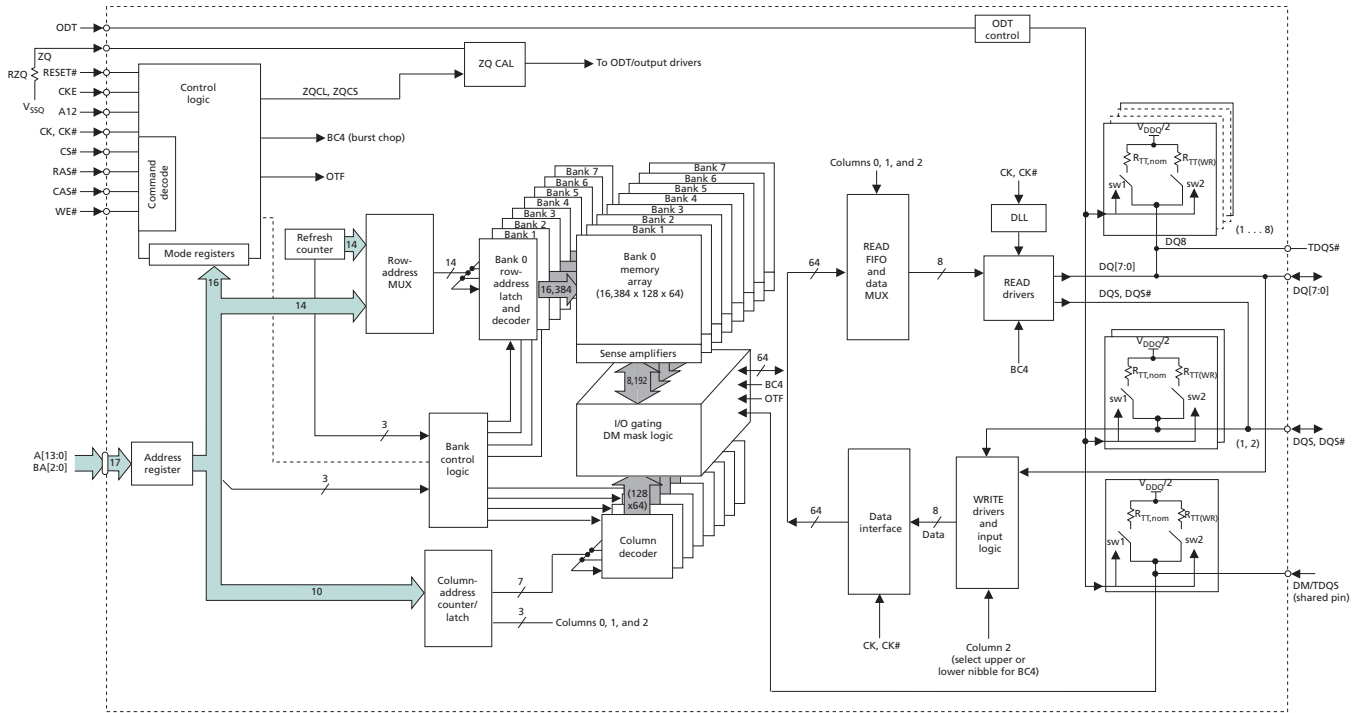 ODT
ODT
control
ZQ
RZQ
VSSQ
RESET#
CKE
A12
CK, CK#
CS#
RAS#
CAS#
WE#
Control
logic
Command
decode
Mode registers
ZQ CAL
To ODT/output drivers
ZQCL, ZQCS
BC4 (burst chop)
OTF
16
14
Refresh
counter
14
Row-
address
MUX
14
Bank 7
Bank 6
Bank 5
Bank 4
Bank 3
Bank 2
Bank 1
Bank 0
row-
address
latch
and
decoder
16,384
Bank 7
Bank 6
Bank 5
Bank 4
Bank 3
Bank 2
Bank 1
Bank 0
memory
array
(16,384 x 128 x 64)
Sense amplifiers
8,192
64
BC4
OTF
I/O gating
DM mask logic
(128
x64)
Column
decoder
3
3
Bank
control
logic
A[13:0]
BA[2:0]
17
Address
register
10
Column-
address
counter/
latch
7
3
Columns 0, 1, and 2
Columns 0, 1, and 2
64
READ
FIFO
and
data
MUX
8
CK, CK#
DLL
READ
drivers
BC4
DQ8
DQ[7:0]
DQS, DQS#
VDDQ/2
RTT,nom
RTT(WR)
sw1
sw2
(1 . . . 8)
TDQS#
DQ[7:0]
VDDQ/2
RTT,nom
RTT(WR)
sw1
sw2
(1, 2)
DQS, DQS#
VDDQ/2
RTT,nom
RTT(WR)
sw1
sw2
DM/TDQS
(shared pin)
64
Data
interface
8
Data
WRITE
drivers
and
input
logic
CK, CK#
Column 2
(select upper or
lower nibble for BC4)